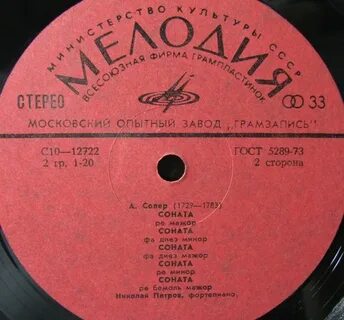 МИНИСТЕРСТВО КУЛЬТУРЫ СССР
МЕЛОДИЯ
ВСЕСОЮЗНАЯ ФИРМА ГРАМПЛАСТИНОК
СТЕРЕО
33
МОСКОВСКИЙ ОПЫТНЫЙ ЗАВОД „ГРАМЗАПИСЬ"
С10—12722
ГОСТ 5289-73
2 гр. 1-20
2 сторона
А. Солер (1729—1783)
СОНАТА
ре мажор
СОНАТА
фа диез минор
СОНАТА
фа диез мажор
СОНАТА
ре минор
СОНАТА
ре бемоль мажор
Николай Петров, фортепиано